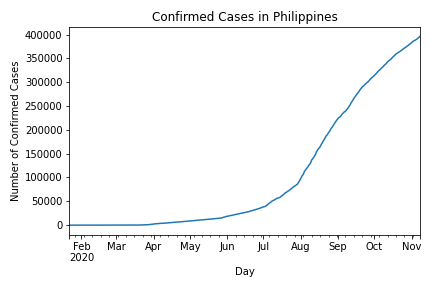 Confirmed Cases in Philippines
Number of Confirmed Cases
400000
350000
300000
250000
200000
150000
100000
50000
0
Feb Mar Apr May Jun Jul Aug Sep Oct Nov
2020
Day